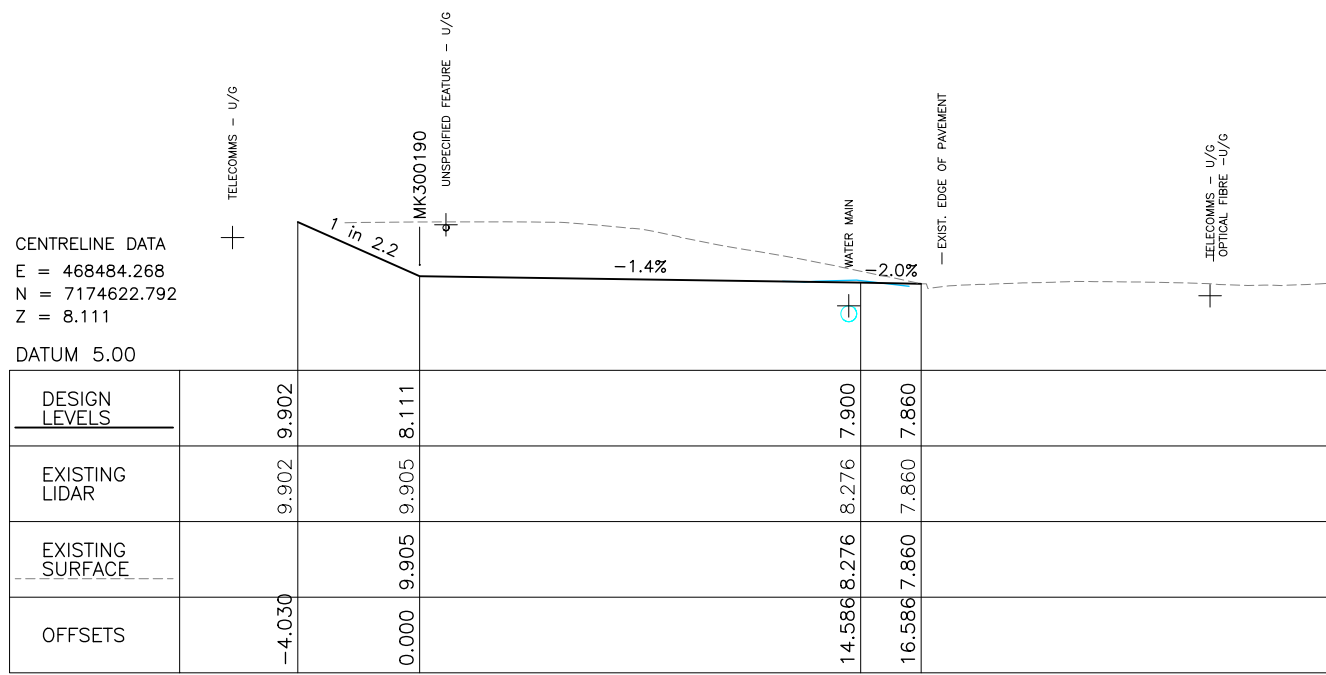 TELECOMMS - U/G
UNSPECIFIED FEATURE - U/G
MK300190
WATER MAIN
EXIST. EDGE OF PAVEMENT
TELECOMMS - U/G
OPTICAL FIBRE -U/G
1 in 2.2
-1.4%
-2.0%
CENTRELINE DATA
E = 468484.268
N = 7174622.792
Z = 8.111
DATUM 5.00
DESIGN
LEVELS
9.902
8.111
7.900
7.860
EXISTING
LIDAR
9.902
9.905
8.276
7.860
EXISTING
SURFACE
9.905
8.276
7.860
OFFSETS
-4.030
0.000
14.586
16.586